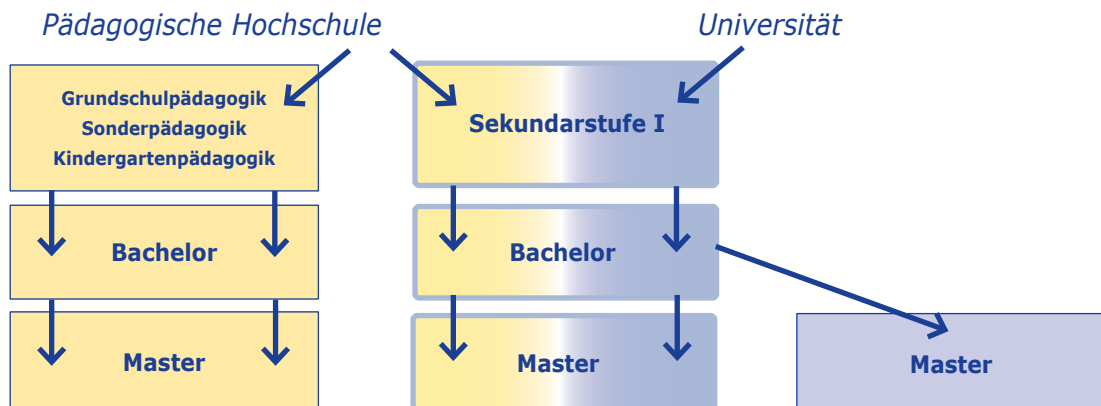 Pädagogische Hochschule
Universität
Grundschulpädagogik
Sonderpädagogik
Kindergartenpädagogik
Sekundarstufe I
Bachelor
Bachelor
Master
Master
Master